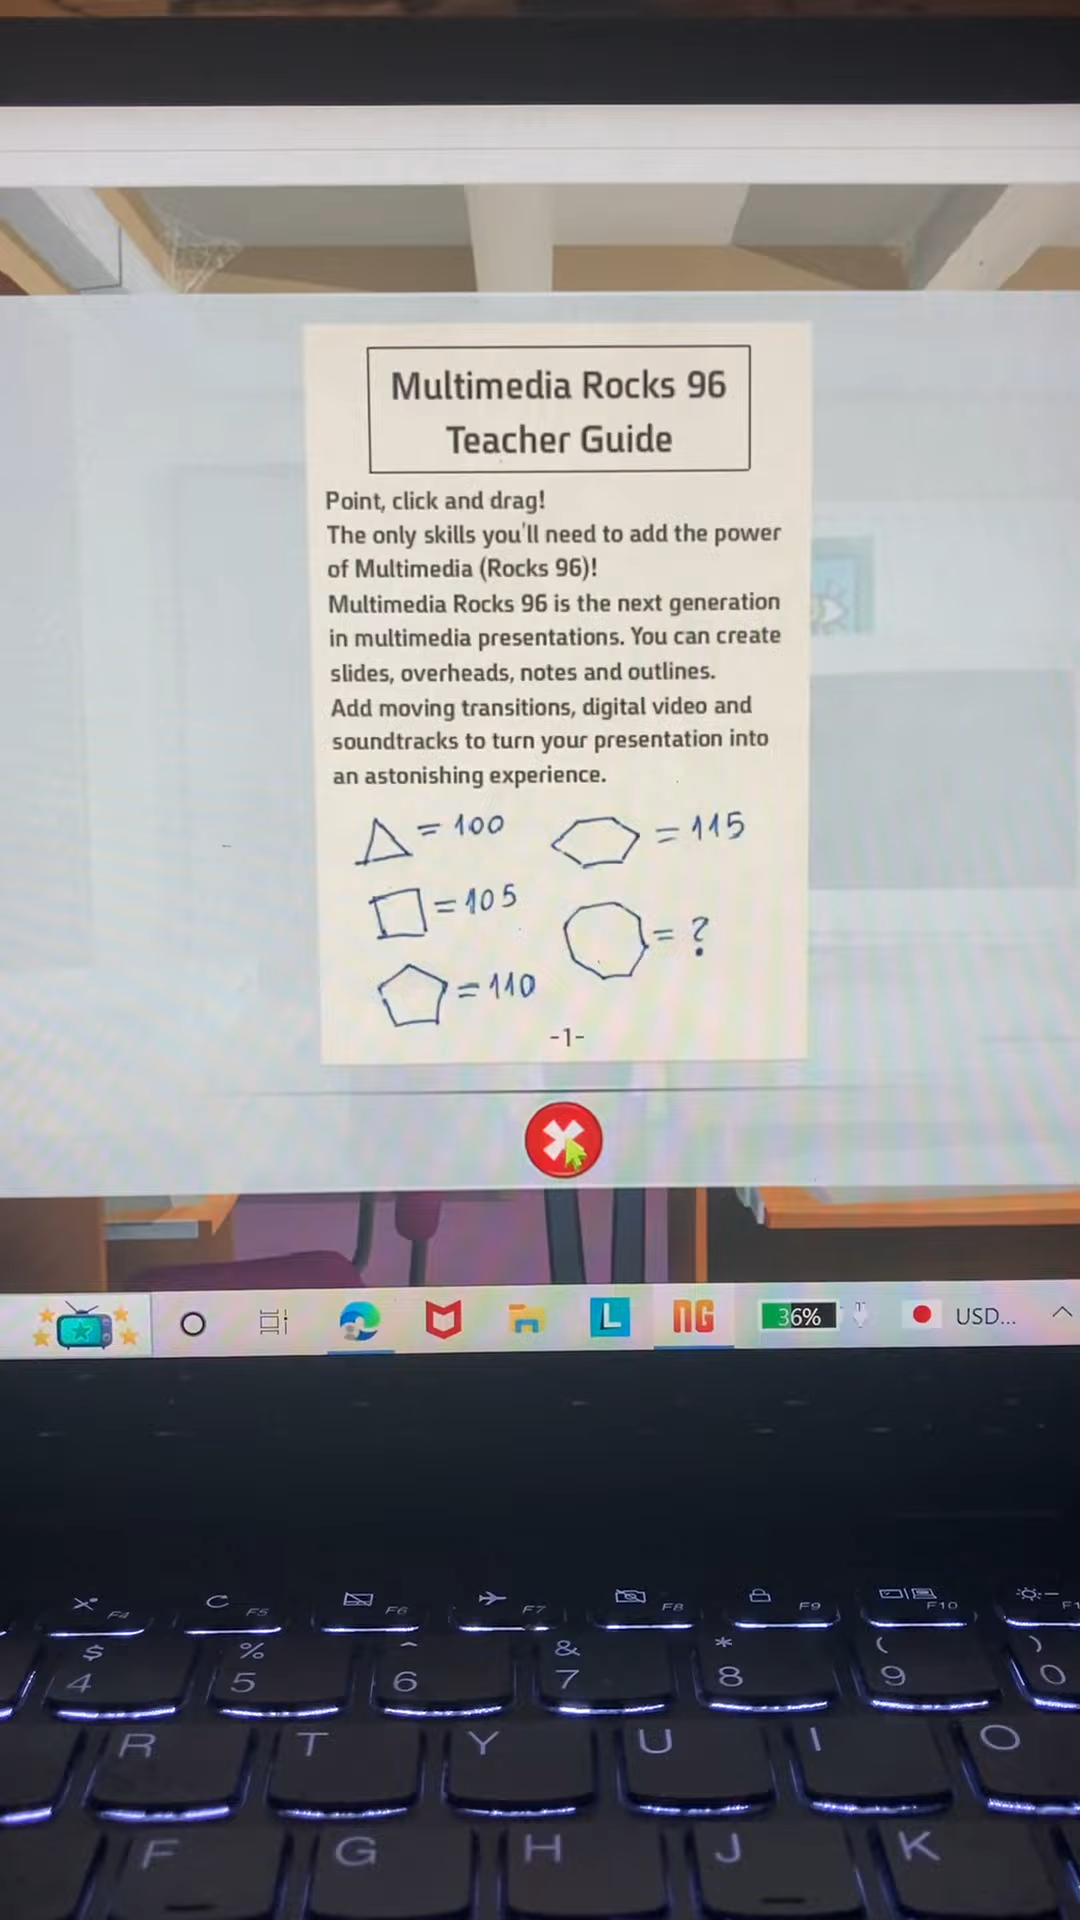 Multimedia Rocks 96
Teacher Guide
Point, click and drag!
The only skills you'll need to add the power
of Multimedia (Rocks 96)!
Multimedia Rocks 96 is the next generation
in multimedia presentations. You can create
slides, overheads, notes and outlines.
Add moving transitions, digital video and
soundtracks to turn your presentation into
an astonishing experience.
= 100
= 115
= 105
= ?
= 110
-1-
L
NG
36%
USD...
F4 F5 F6 F7 F8 F9 F10
$ % ^ & * ( )
4 5 6 7 8 9 0
R T Y U I O
F G H J K